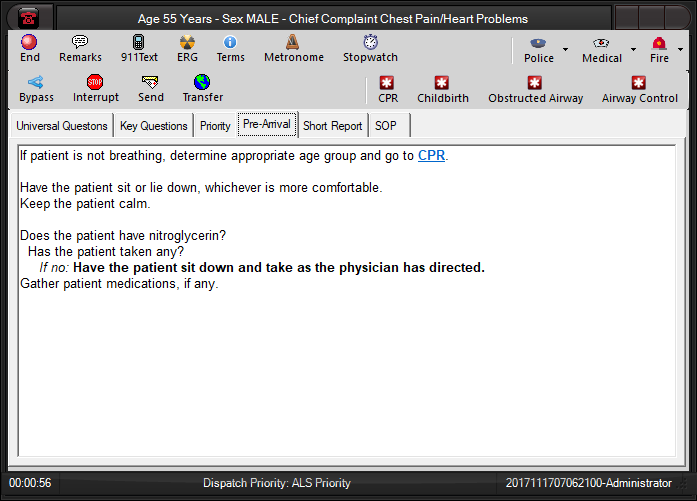 Age 55 Years - Sex MALE - Chief Complaint Chest Pain/Heart Problems
End Remarks 911Text ERG Terms Metronome Stopwatch Police Medical Fire
Bypass Interrupt STOP Send Transfer CPR Childbirth Obstructed Airway Airway Control
Universal Questons Key Questions Priority Pre-Arrival Short Report SOP
If patient is not breathing, determine appropriate age group and go to CPR.
Have the patient sit or lie down, whichever is more comfortable.
Keep the patient calm.
Does the patient have nitroglycerin?
Has the patient taken any?
If no: Have the patient sit down and take as the physician has directed.
Gather patient medications, if any.
00:00:56 Dispatch Priority: ALS Priority 2017111707062100-Administrator